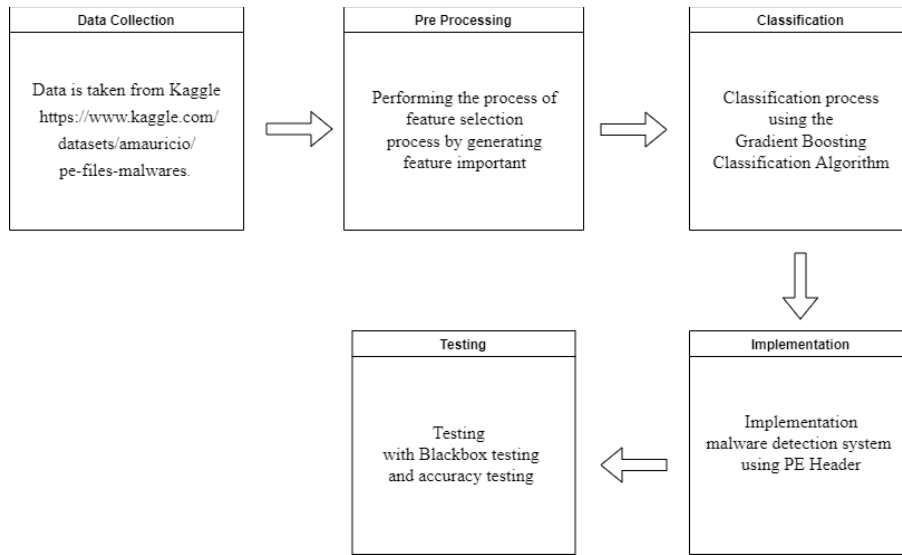 Data Collection
Data is taken from Kaggle
https://www.kaggle.com/
datasets/amauricio/
pe-files-malwares.
Pre Processing
Performing the process of
feature selection
process by generating
feature important
Classification
Classification process
using the
Gradient Boosting
Classification Algorithm
Implementation
Implementation
malware detection system
using PE Header
Testing
Testing
with Blackbox testing
and accuracy testing